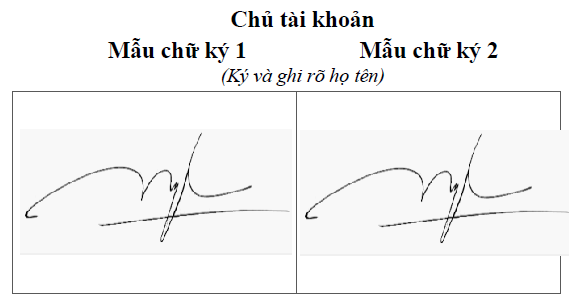 Chủ tài khoản
Mẫu chữ ký 1 Mẫu chữ ký 2
(Ký và ghi rõ họ tên)